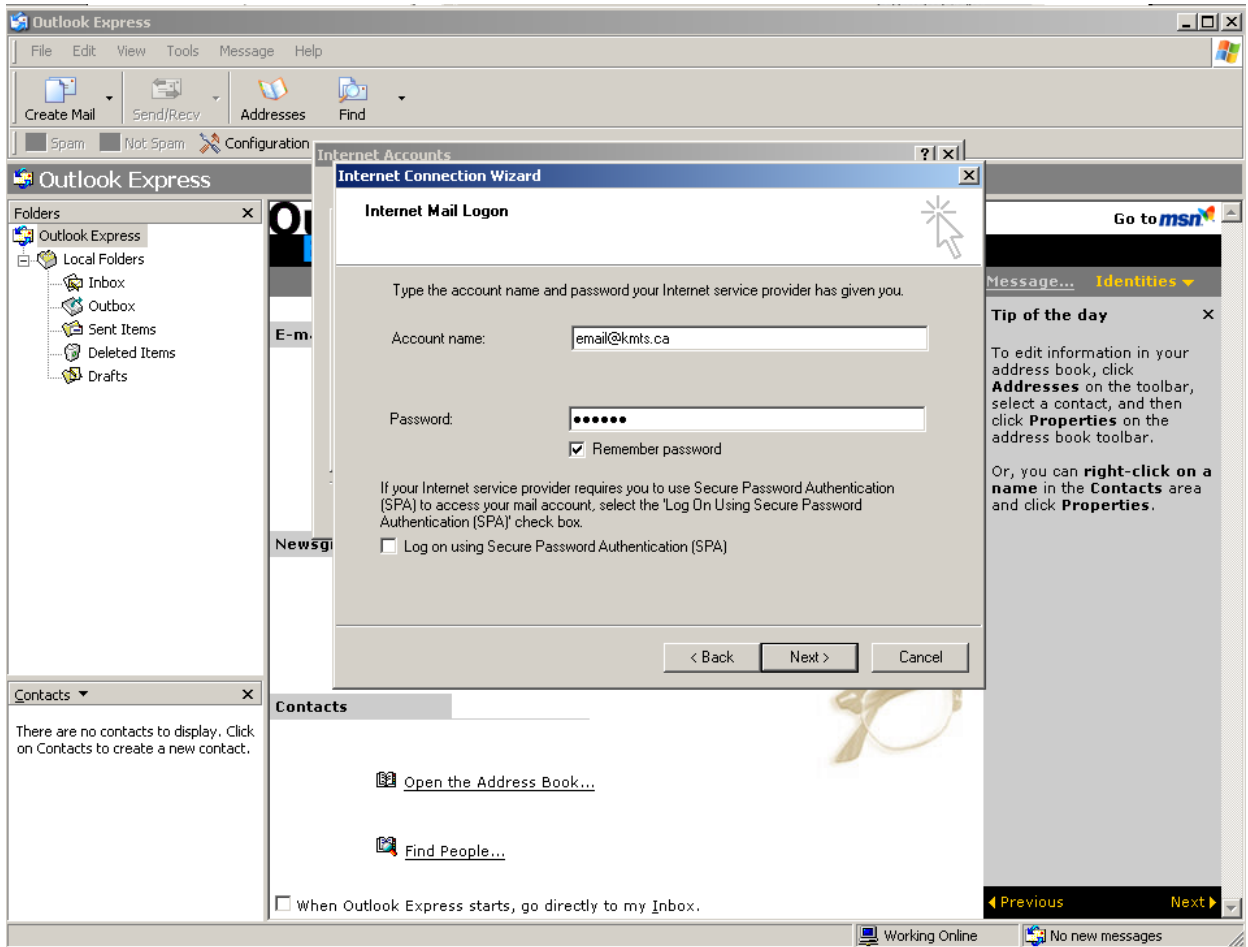 Outlook Express
File Edit View Tools Message Help
Create Mail Send/Recv Addresses Find
Spam Not Spam Configuration
Internet Accounts
Outlook Express
Internet Connection Wizard
Folders
Internet Mail Logon
Go to msn
Outlook Express
Local Folders
Inbox
Outbox
Sent Items
Deleted Items
Drafts
Type the account name and password your Internet service provider has given you.
Account name: email@kmts.ca
Password: ●●●●●●
Remember password
If your Internet service provider requires you to use Secure Password Authentication
(SPA) to access your mail account, select the 'Log On Using Secure Password
Authentication (SPA)' check box.
Log on using Secure Password Authentication (SPA)
< Back Next > Cancel
Message... Identities
Tip of the day
To edit information in your
address book, click
Addresses on the toolbar,
select a contact, and then
click Properties on the
address book toolbar.
Or, you can right-click on a
name in the Contacts area
and click Properties.
Contacts
There are no contacts to display. Click
on Contacts to create a new contact.
Contacts
Open the Address Book...
Find People...
When Outlook Express starts, go directly to my Inbox.
Previous Next
Working Online No new messages